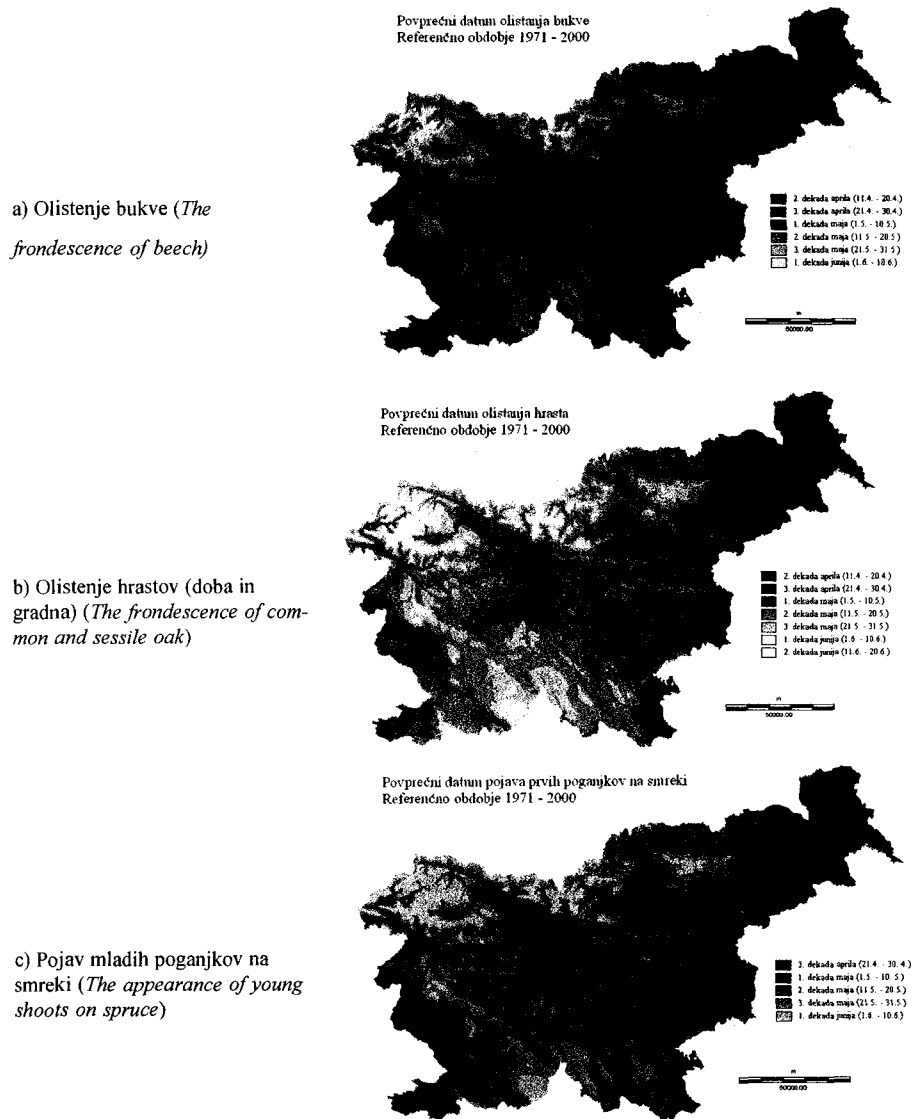 Povprečni datum olistanja bukve
Referenčno obdobje 1971 - 2000
a) Olistenje bukve (The
frondescence of beech)
2. dekada aprila (11.4. - 20.4.)
3. dekada aprila (21.4. - 30.4.)
1. dekada maja (1.5. - 10.5.)
2. dekada maja (11.5. - 20.5.)
3. dekada maja (21.5. - 31.5.)
1. dekada junija (1.6. - 10.6.)
m
50000.00
Povprečni datum olistanja hrasta
Referenčno obdobje 1971 - 2000
b) Olistenje hrastov (doba in
gradna) (The frondescence of com-
mon and sessile oak)
2. dekada aprila (11.4. - 20.4.)
3. dekada aprila (21.4. - 30.4.)
1. dekada maja (1.5. - 10.5.)
2. dekada maja (11.5. - 20.5.)
3. dekada maja (21.5. - 31.5.)
1. dekada junija (1.6. - 10.6.)
2. dekada junija (11.6. - 20.6.)
m
50000.00
Povprečni datum pojava prvih poganjkov na smreki
Referenčno obdobje 1971 - 2000
c) Pojav mladih poganjkov na
smreki (The appearance of young
shoots on spruce)
3. dekada aprila (21.4. - 30.4.)
1. dekada maja (1.5. - 10.5.)
2. dekada maja (11.5. - 20.5.)
3. dekada maja (21.5. - 31.5.)
1. dekada junija (1.6. - 10.6.)
m
50000.00